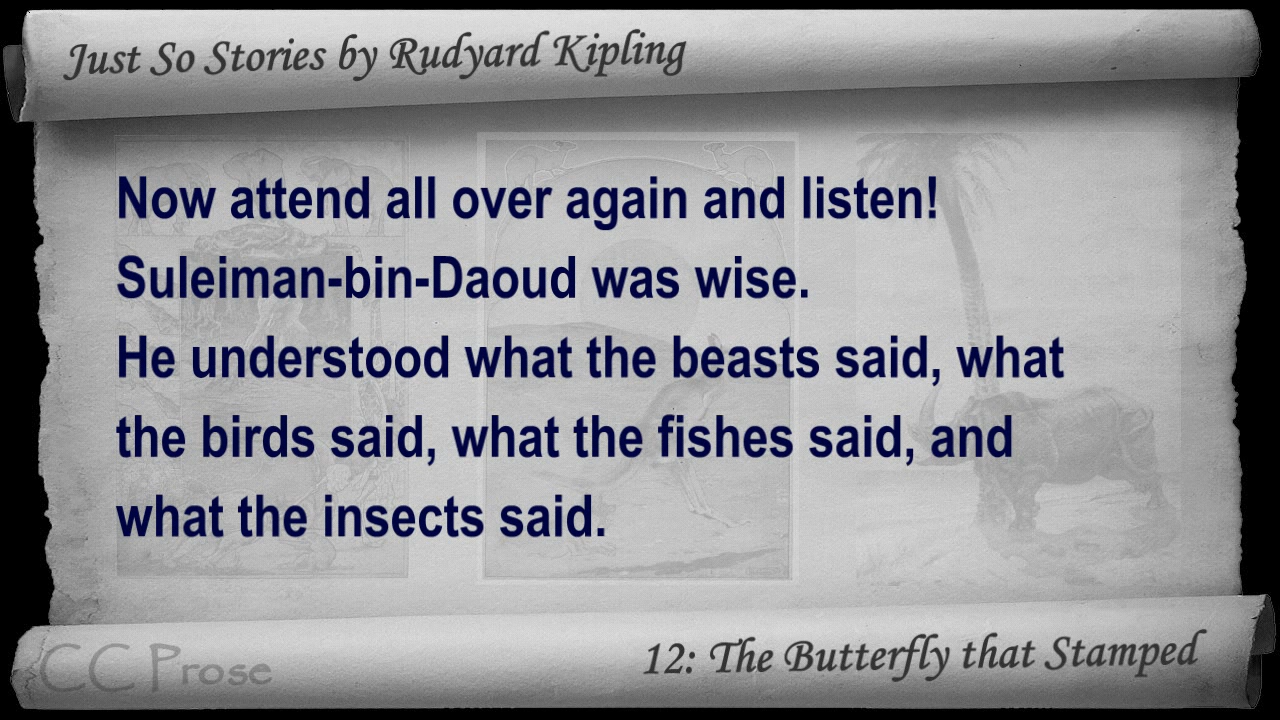 Just So Stories by Rudyard Kipling
Now attend all over again and listen!
Suleiman-bin-Daoud was wise.
He understood what the beasts said, what
the birds said, what the fishes said, and
what the insects said.
CC Prose
12: The Butterfly that Stamped